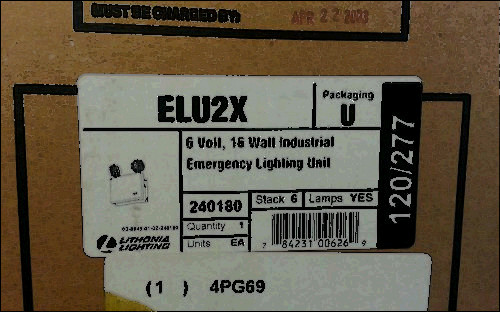 MUST BE CHARGED BY:
APR 22 2003
ELU2X
Packaging
U
6 Volt, 16 Watt Industrial
Emergency Lighting Unit
120/277
240180
Stack 6
Lamps YES
Quantity 1
Units EA
LITHONIA
LIGHTING
7 84231 00626 9
(1 ) 4PG69